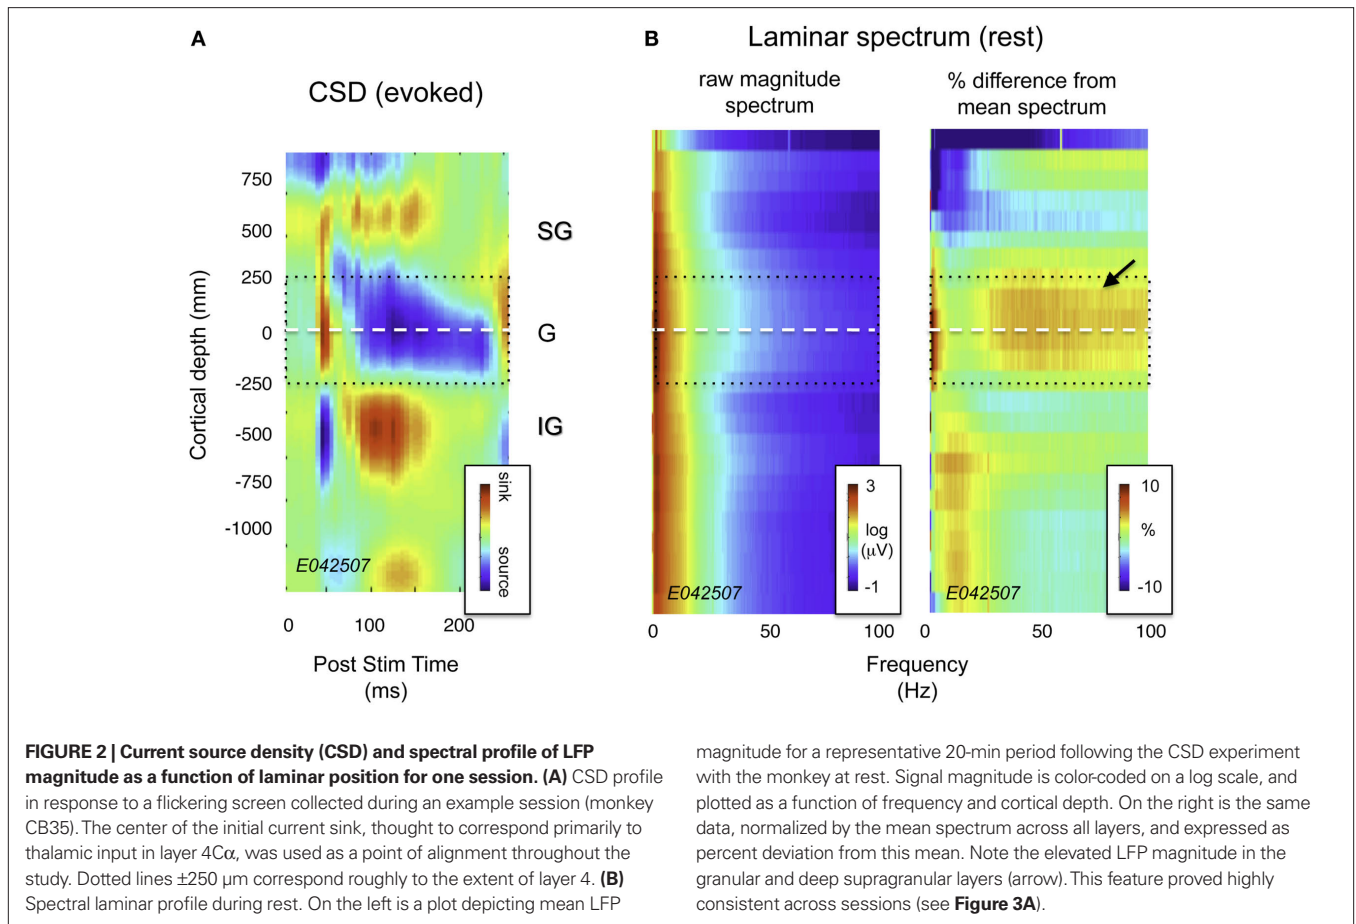 A
CSD (evoked)
750
500
250
0
-250
-500
-750
-1000
Cortical depth (mm)
SG
G
IG
sink
source
E042507
0
100
200
Post Stim Time
(ms)
B
Laminar spectrum (rest)
raw magnitude
spectrum
% difference from
mean spectrum
3
log
(μV)
-1
E042507
10
%
-10
E042507
0
50
100
0
50
100
Frequency
(Hz)
FIGURE 2 | Current source density (CSD) and spectral profile of LFP
magnitude as a function of laminar position for one session. (A) CSD profile
in response to a flickering screen collected during an example session (monkey
CB35). The center of the initial current sink, thought to correspond primarily to
thalamic input in layer 4Cα, was used as a point of alignment throughout the
study. Dotted lines ±250 μm correspond roughly to the extent of layer 4. (B)
Spectral laminar profile during rest. On the left is a plot depicting mean LFP
magnitude for a representative 20-min period following the CSD experiment
with the monkey at rest. Signal magnitude is color-coded on a log scale, and
plotted as a function of frequency and cortical depth. On the right is the same
data, normalized by the mean spectrum across all layers, and expressed as
percent deviation from this mean. Note the elevated LFP magnitude in the
granular and deep supragranular layers (arrow). This feature proved highly
consistent across sessions (see Figure 3A).